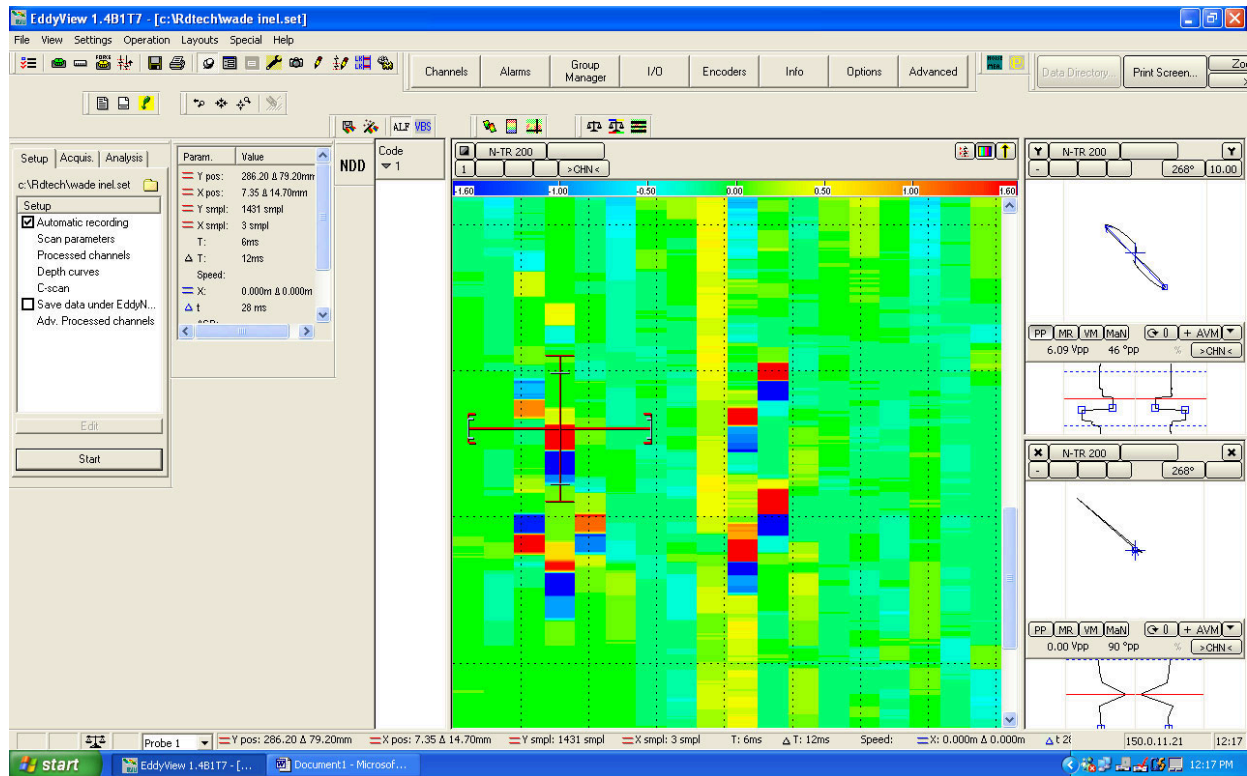 EddyView 1.4B1T7 - [c:\Rdtech\wade inel.set]
File View Settings Operation Layouts Special Help
Channels Alarms Group Manager I/O Encoders Info Options Advanced Data Directory... Print Screen...
ALF VBS
Setup Acquis. Analysis
c:\Rdtech\wade inel.set
Setup
Automatic recording
Scan parameters
Processed channels
Depth curves
C-scan
Save data under EddyN...
Adv. Processed channels
Edit
Start
Param. Value
Y pos: 286.20 Δ 79.20mm
X pos: 7.35 Δ 14.70mm
Y smpl: 1431 smpl
X smpl: 3 smpl
T: 6ms
Δ T: 12ms
Speed:
X: 0.000m Δ 0.000m
Δ t 28 ms
NDD
Code
1
N-TR 200
1 >CHN<
-1.60 -1.00 -0.50 0.00 0.50 1.00 1.60
Y N-TR 200 Y
- 268° 10.00
PP MR VM MaN 0 + AVM
6.09 Vpp 46 °pp % >CHN<
X N-TR 200 X
- 268°
PP MR VM MaN 0 + AVM
0.00 Vpp 90 °pp % >CHN<
Probe 1 Y pos: 286.20 Δ 79.20mm X pos: 7.35 Δ 14.70mm Y smpl: 1431 smpl X smpl: 3 smpl T: 6ms Δ T: 12ms Speed: X: 0.000m Δ 0.000m Δ t 150.0.11.21 12:17
start EddyView 1.4B1T7 - [... Document1 - Microsof... 12:17 PM